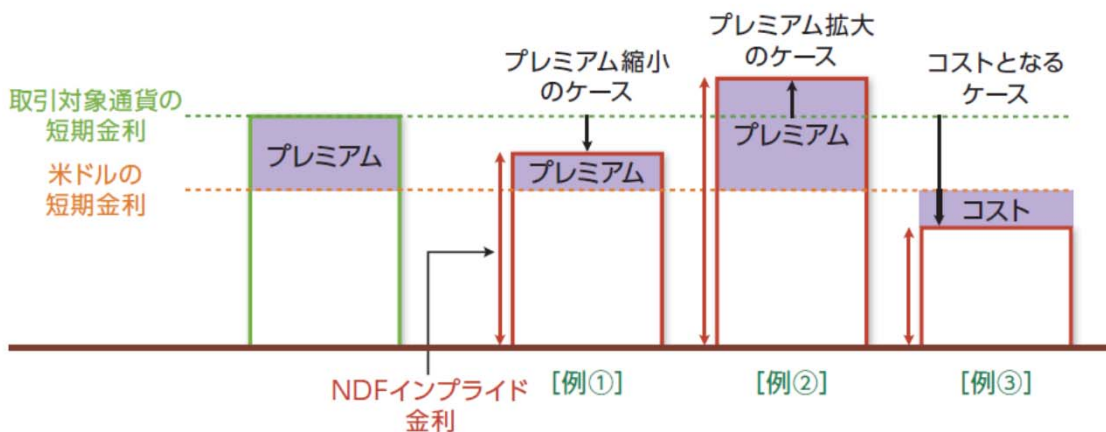 取引対象通貨の
短期金利
米ドルの
短期金利
プレミアム
プレミアム縮小
のケース
プレミアム
プレミアム拡大
のケース
プレミアム
コストとなる
ケース
コスト
NDFインプライド
金利
[例①]
[例②]
[例③]